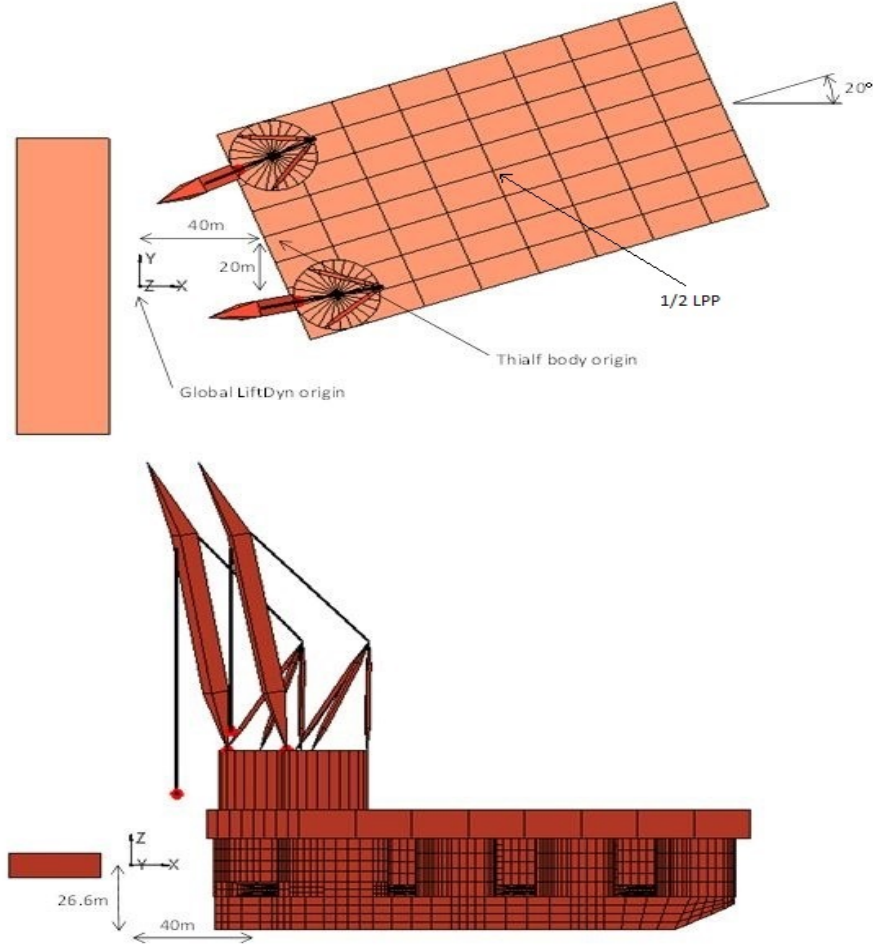 20°
40m
Y
20m
Z X
1/2 LPP
Thialf body origin
Global LiftDyn origin
Z
Y X
26.6m
40m